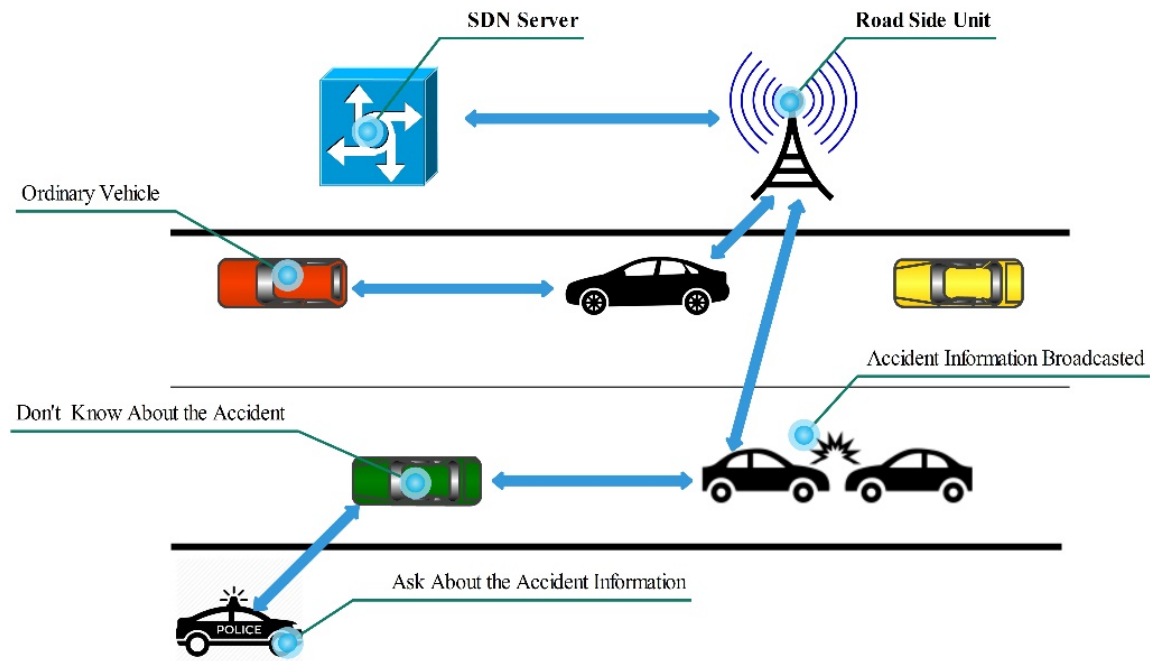 SDN Server
Road Side Unit
Ordinary Vehicle
Accident Information Broadcasted
Don't Know About the Accident
Ask About the Accident Information
POLICE